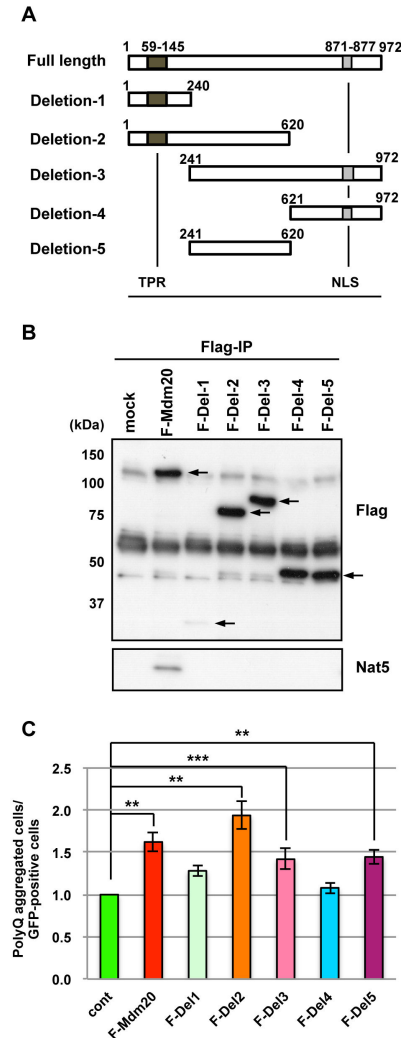 A
1 59-145 871-877 972
Full length
1 240
Deletion-1
1 620
Deletion-2
241 972
Deletion-3
621 972
Deletion-4
241 620
Deletion-5
TPR NLS
B
Flag-IP
mock F-Mdm20 F-Del-1 F-Del-2 F-Del-3 F-Del-4 F-Del-5
(kDa)
150
100
75
50
37
Flag
Nat5
C
**
***
**
**
PolyQ aggregated cells/
GFP-positive cells
2.5
2.0
1.5
1.0
0.5
0.0
cont F-Mdm20 F-Del1 F-Del2 F-Del3 F-Del4 F-Del5